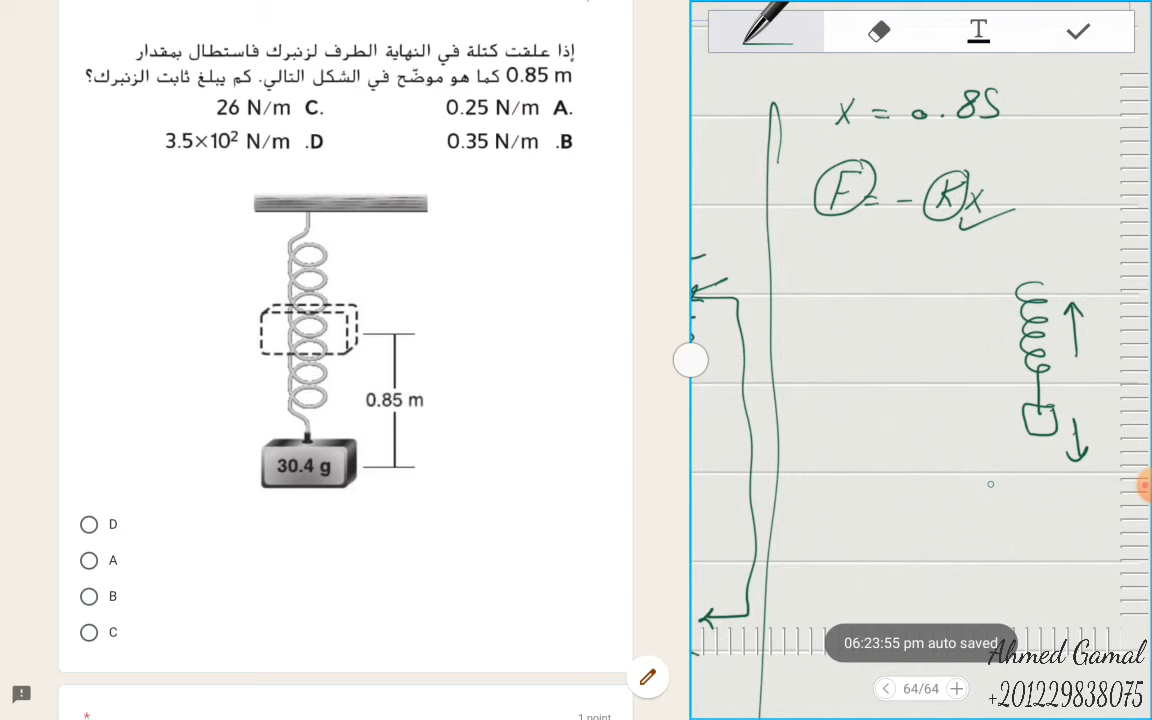 إذا علقت كتلة في النهاية الطرف لزنبرك فاستطال بمقدار
0.85 m كما هو موضّح في الشكل التالي. كم يبلغ ثابت الزنبرك؟
0.25 N/m A.
26 N/m C.
0.35 N/m .B
3.5×10² N/m .D
0.85 m
30.4 g
D
A
B
C
*
1 point
T
x = 0.85
F = - Kx
06:23:55 pm auto saved
64/64
Ahmed Gamal
+201229838075